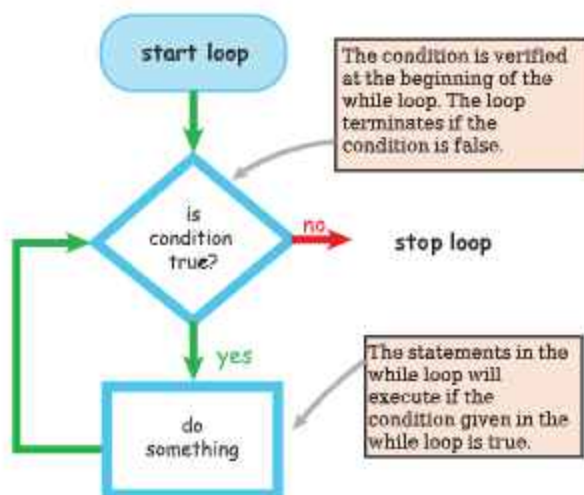 start loop
The condition is verified
at the beginning of the
while loop. The loop
terminates if the
condition is false.
is
condition
true?
no
stop loop
yes
The statements in the
while loop will
execute if the
condition given in the
while loop is true.
do
something